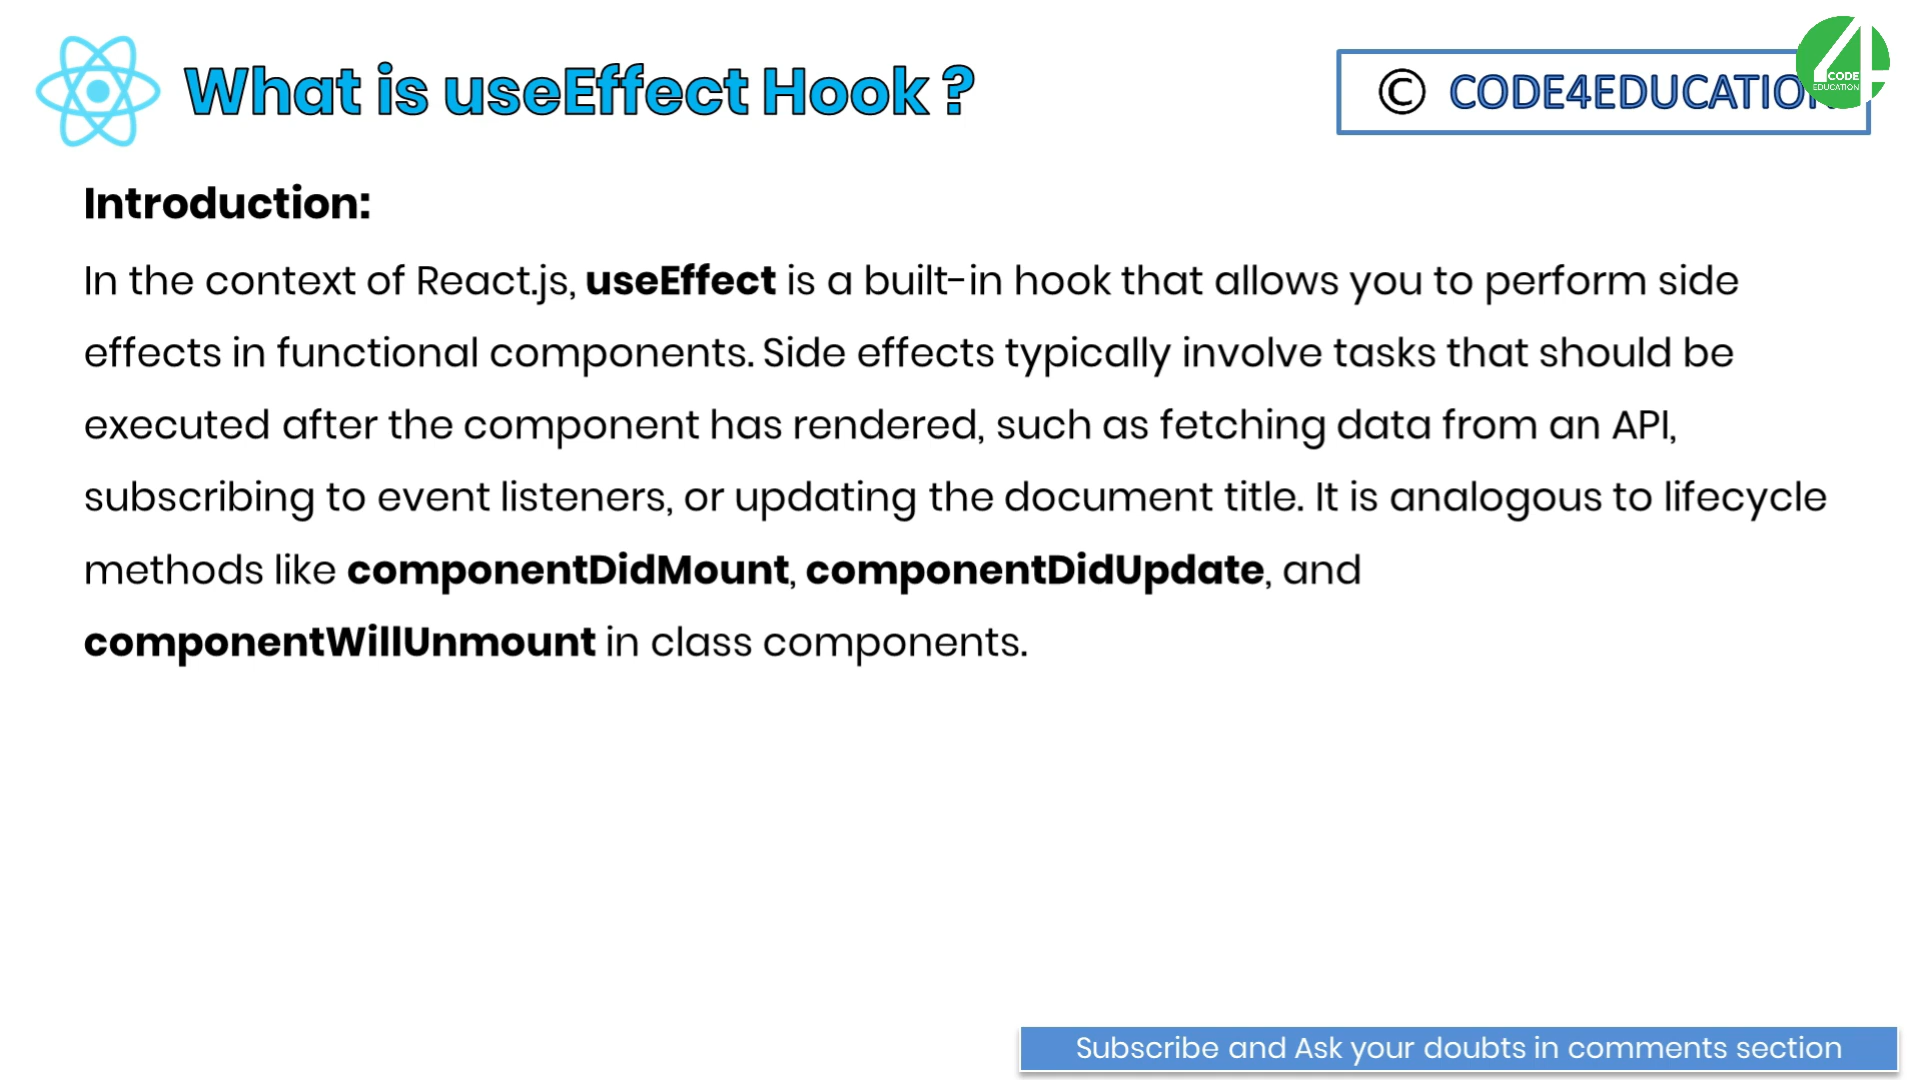 What is useEffect Hook ?
© CODE4EDUCATION
CODE
EDUCATION
Introduction:
In the context of React.js, useEffect is a built-in hook that allows you to perform side
effects in functional components. Side effects typically involve tasks that should be
executed after the component has rendered, such as fetching data from an API,
subscribing to event listeners, or updating the document title. It is analogous to lifecycle
methods like componentDidMount, componentDidUpdate, and
componentWillUnmount in class components.
Subscribe and Ask your doubts in comments section